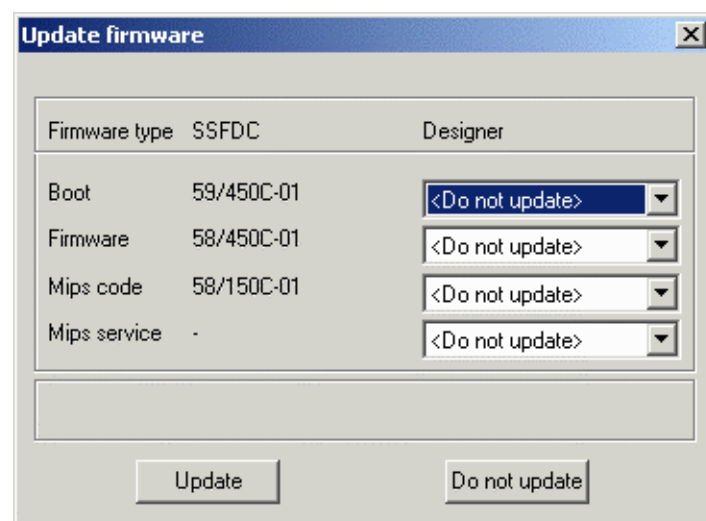 Update firmware
Firmware type SSFDC Designer
Boot 59/450C-01 <Do not update>
Firmware 58/450C-01 <Do not update>
Mips code 58/150C-01 <Do not update>
Mips service - <Do not update>
Update Do not update